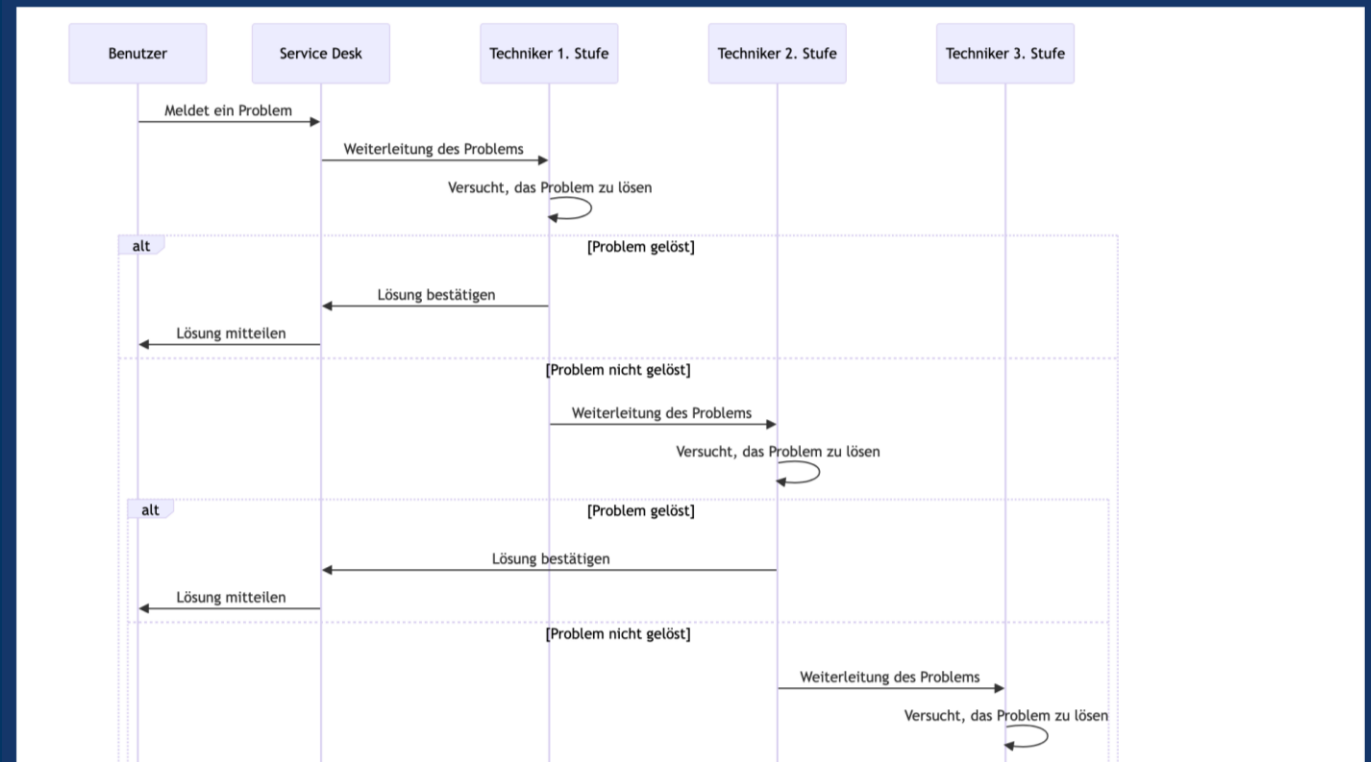 Benutzer
Service Desk
Techniker 1. Stufe
Techniker 2. Stufe
Techniker 3. Stufe
Meldet ein Problem
Weiterleitung des Problems
Versucht, das Problem zu lösen
alt
[Problem gelöst]
Lösung bestätigen
Lösung mitteilen
[Problem nicht gelöst]
Weiterleitung des Problems
Versucht, das Problem zu lösen
alt
[Problem gelöst]
Lösung bestätigen
Lösung mitteilen
[Problem nicht gelöst]
Weiterleitung des Problems
Versucht, das Problem zu lösen